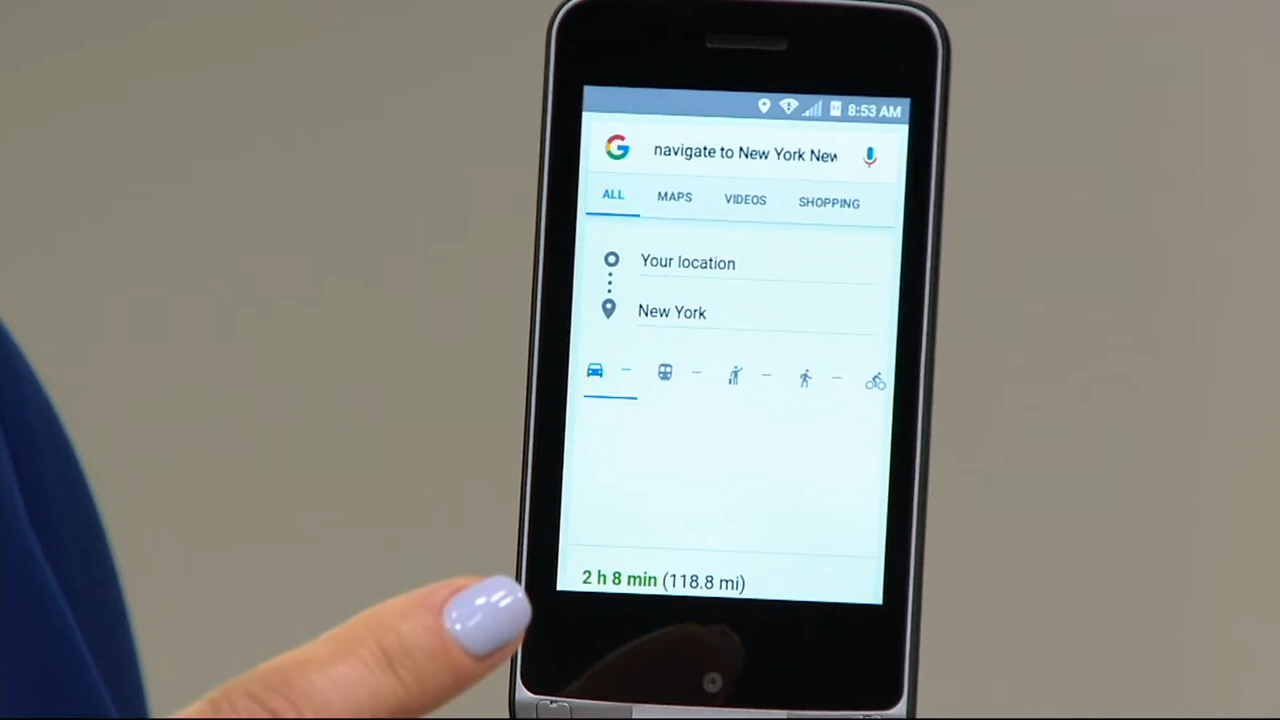 8:53 AM
navigate to New York New
ALL MAPS VIDEOS SHOPPING
Your location
New York
2 h 8 min (118.8 mi)